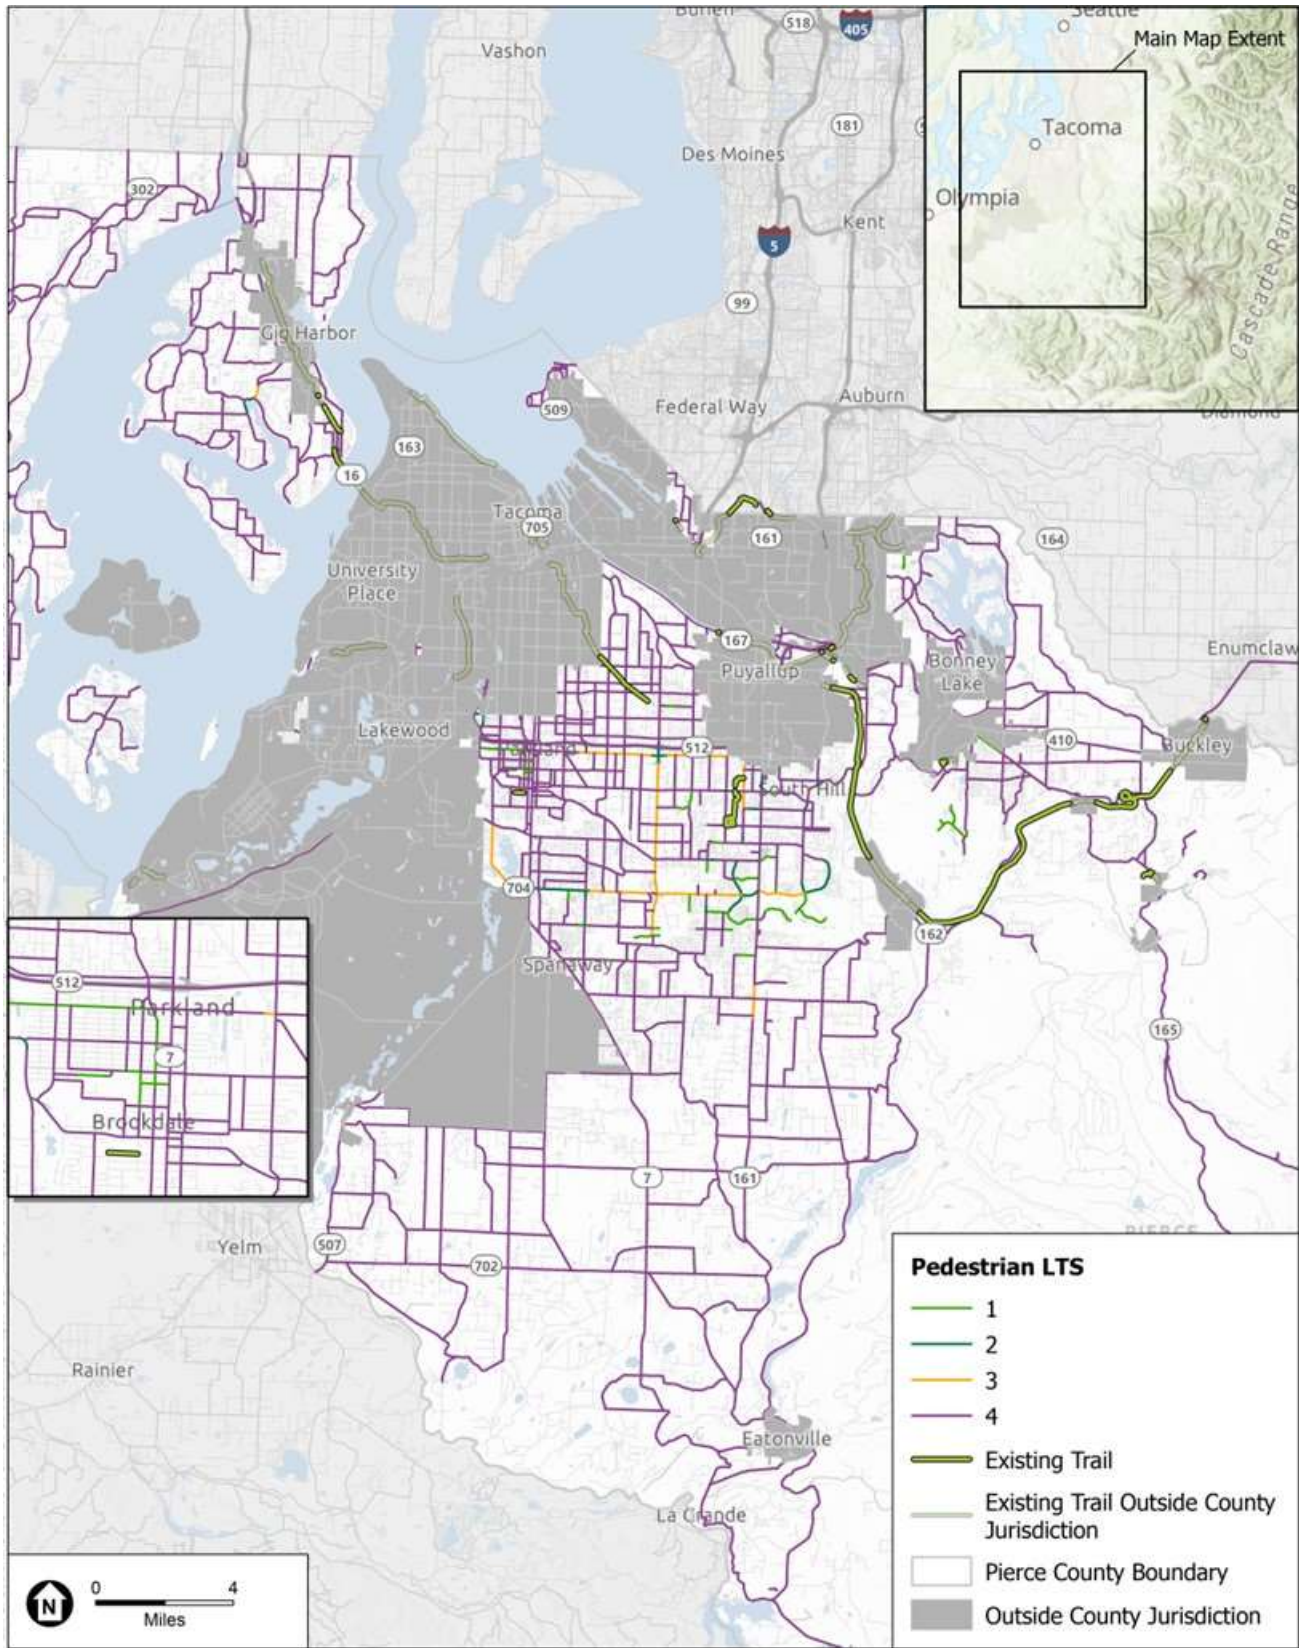 Burien
518
405
Seattle
Main Map Extent
Vashon
181
Tacoma
Des Moines
302
Olympia
Kent
5
99
Cascade Range
Gig Harbor
Auburn
509
Federal Way
Diamond
163
16
Tacoma
705
161
164
University
Place
167
Enumclaw
Puyallup
Bonney
Lake
Lakewood
512
410
Buckley
Parkland
South Hill
704
162
Spanaway
512
Parkland
7
165
Brookdale
7
161
PIERCE
Yelm
507
702
Rainier
Eatonville
La Grande
Pedestrian LTS
1
2
3
4
Existing Trail
Existing Trail Outside County
Jurisdiction
Pierce County Boundary
Outside County Jurisdiction
N
0 4
Miles